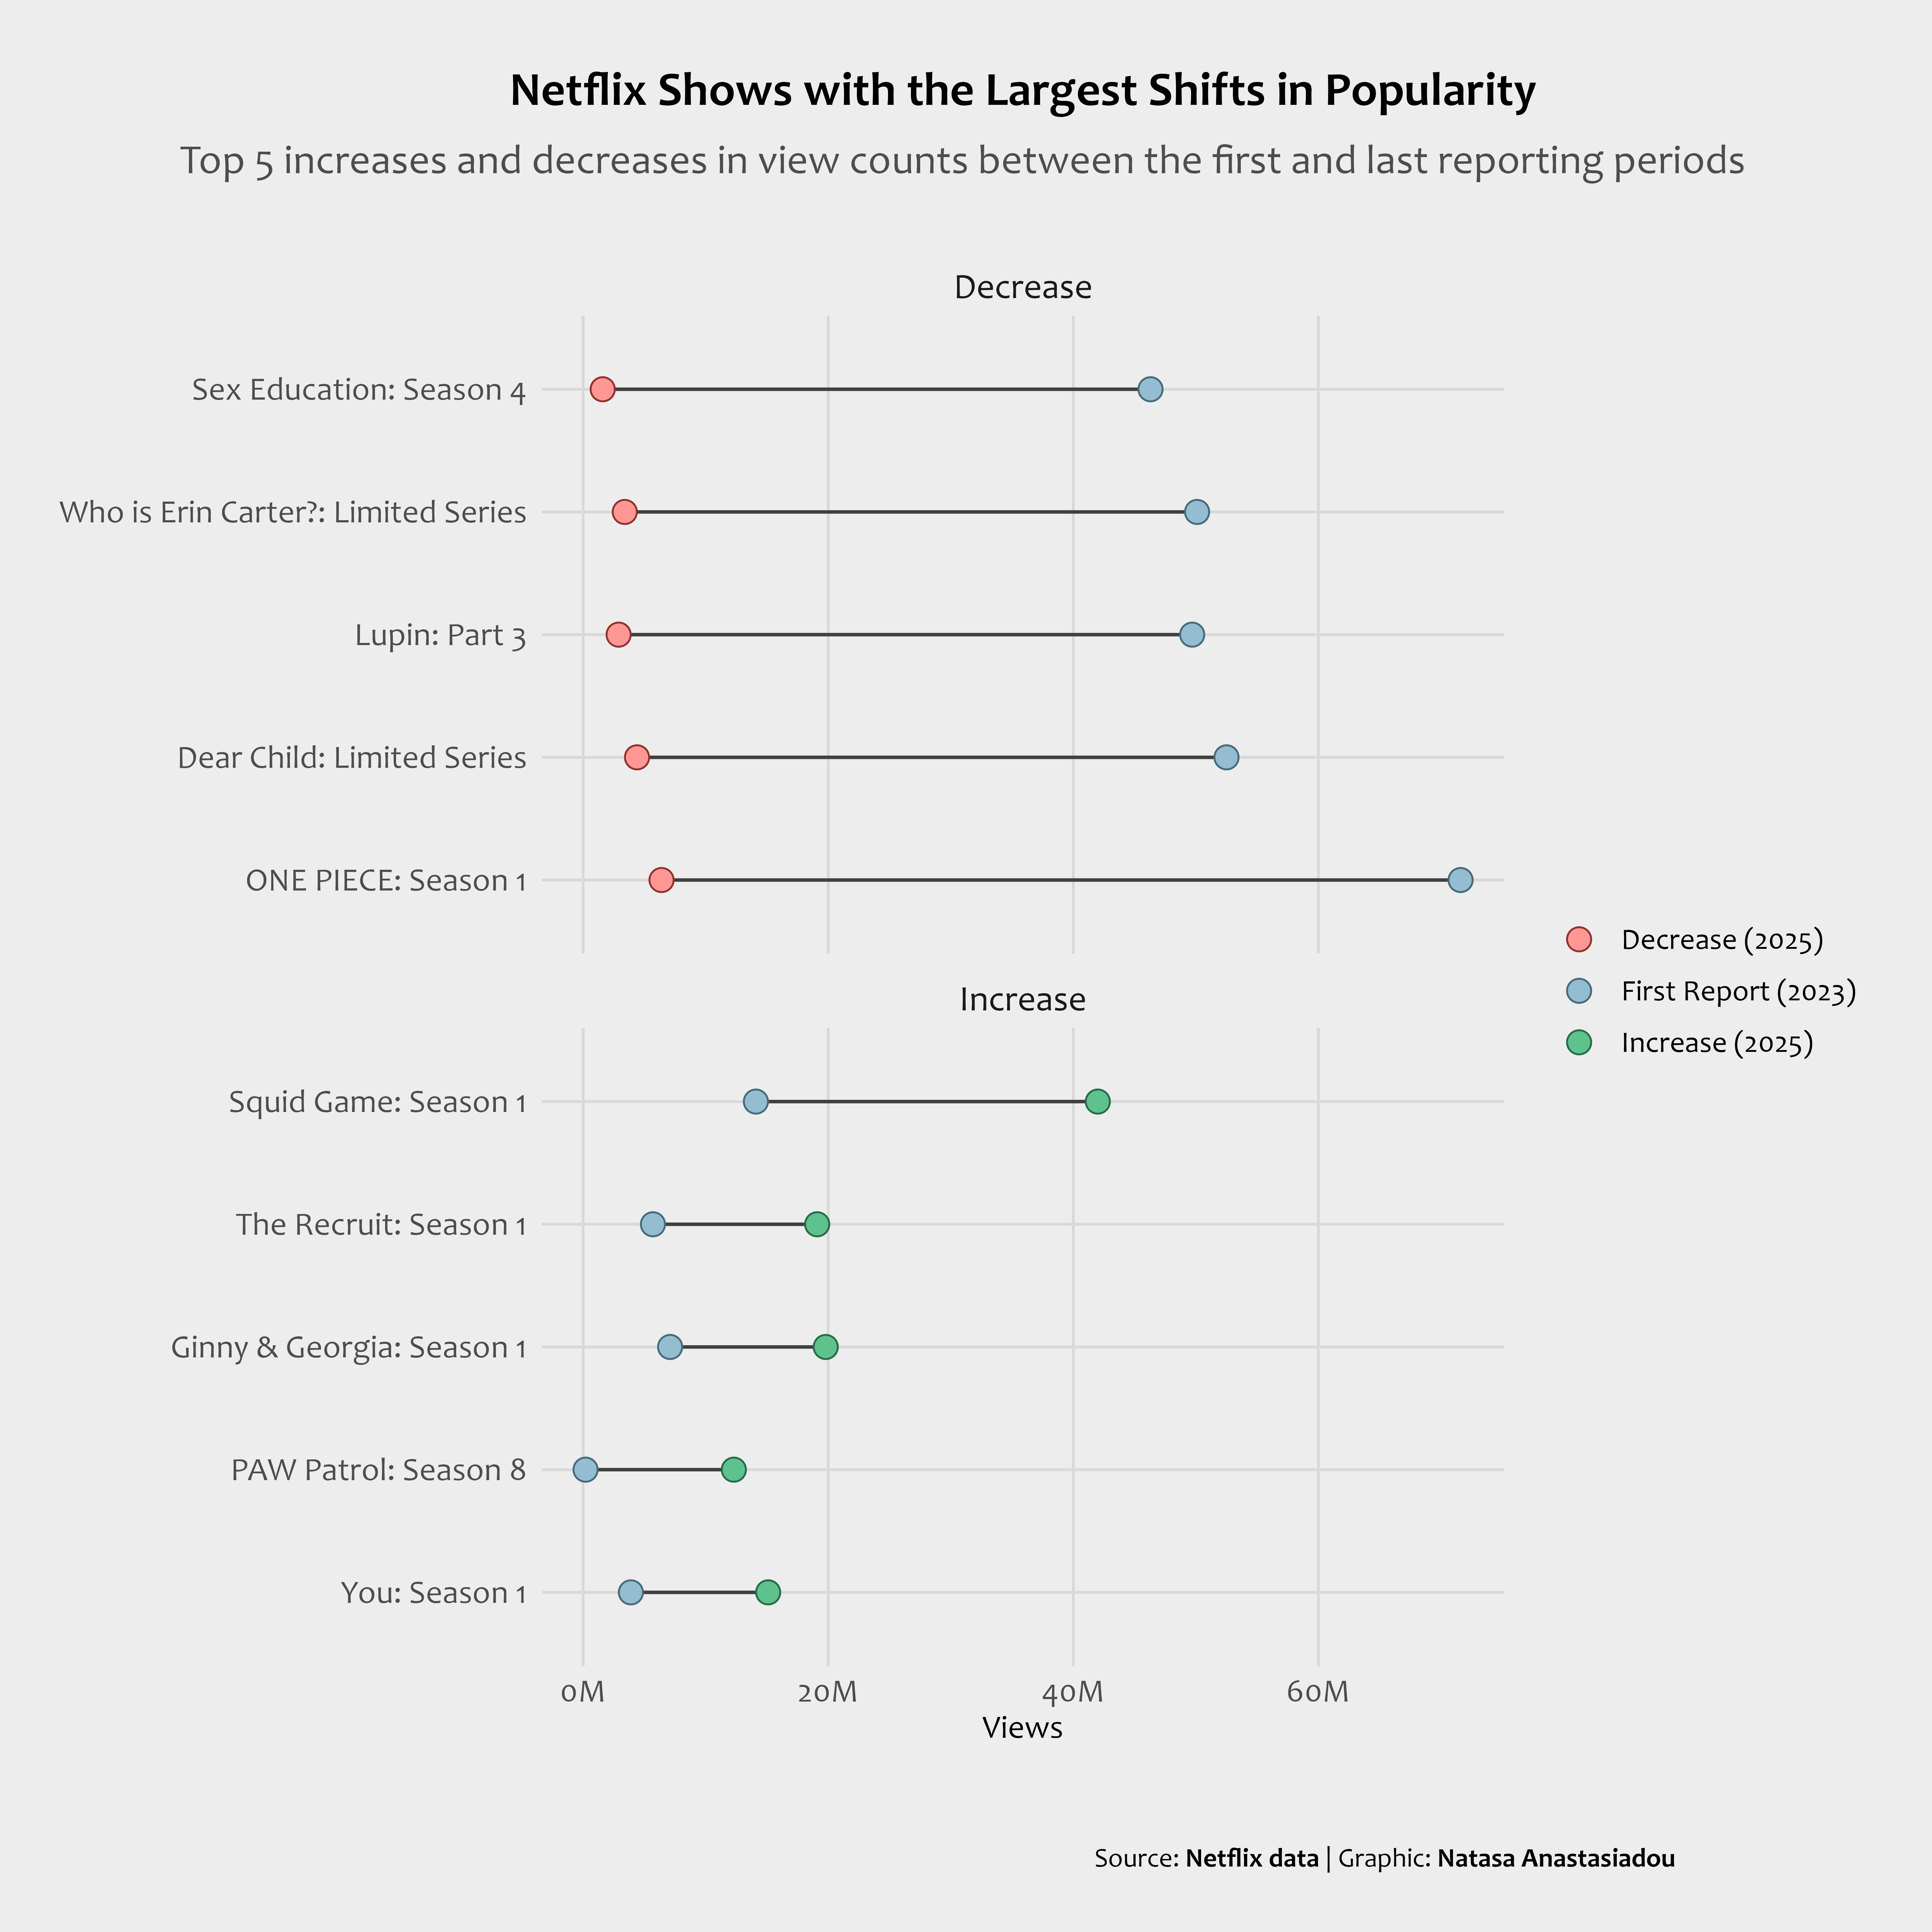 Netflix Shows with the Largest Shifts in Popularity
Top 5 increases and decreases in view counts between the first and last reporting periods
Decrease
Sex Education: Season 4
Who is Erin Carter?: Limited Series
Lupin: Part 3
Dear Child: Limited Series
ONE PIECE: Season 1
Decrease (2025)
First Report (2023)
Increase (2025)
Increase
Squid Game: Season 1
The Recruit: Season 1
Ginny & Georgia: Season 1
PAW Patrol: Season 8
You: Season 1
0M 20M 40M 60M
Views
Source: Netflix data | Graphic: Natasa Anastasiadou